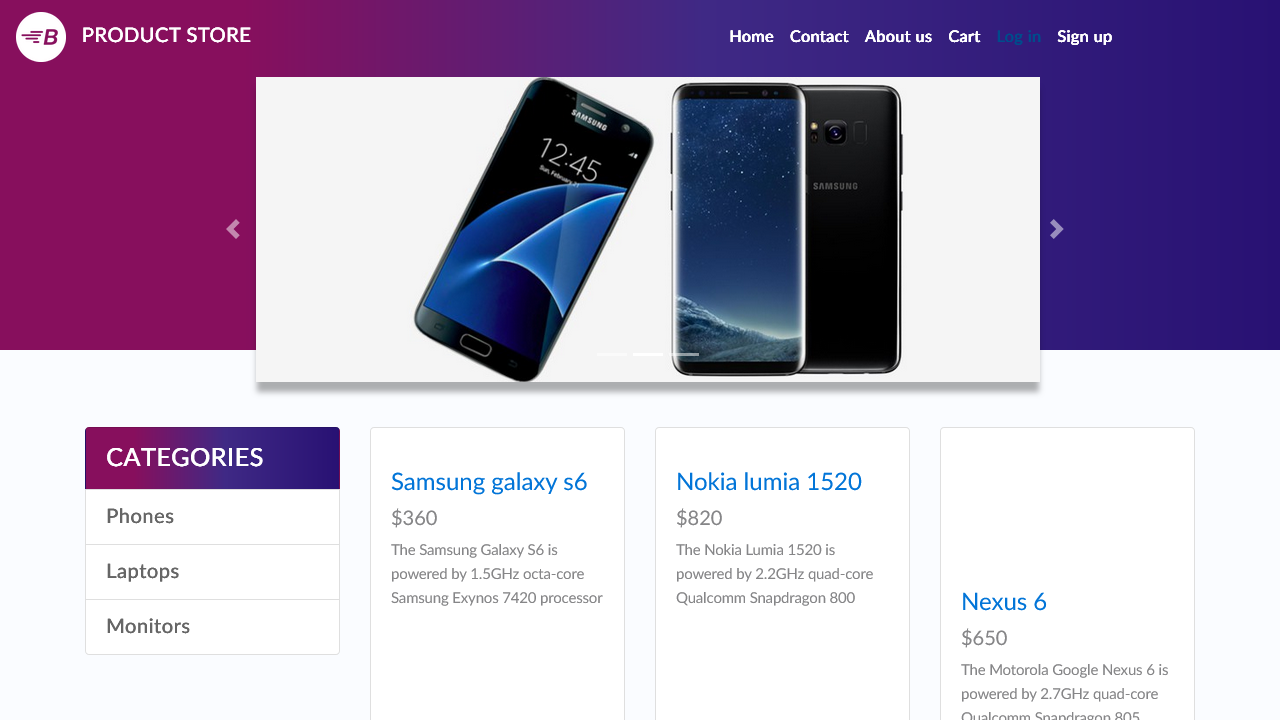 B PRODUCT STORE
Home Contact About us Cart Log in Sign up
SAMSUNG
12:45
SAMSUNG
CATEGORIES
Phones
Laptops
Monitors
Samsung galaxy s6
$360
The Samsung Galaxy S6 is
powered by 1.5GHz octa-core
Samsung Exynos 7420 processor
Nokia lumia 1520
$820
The Nokia Lumia 1520 is
powered by 2.2GHz quad-core
Qualcomm Snapdragon 800
Nexus 6
$650
The Motorola Google Nexus 6 is
powered by 2.7GHz quad-core
Qualcomm Snapdragon 805